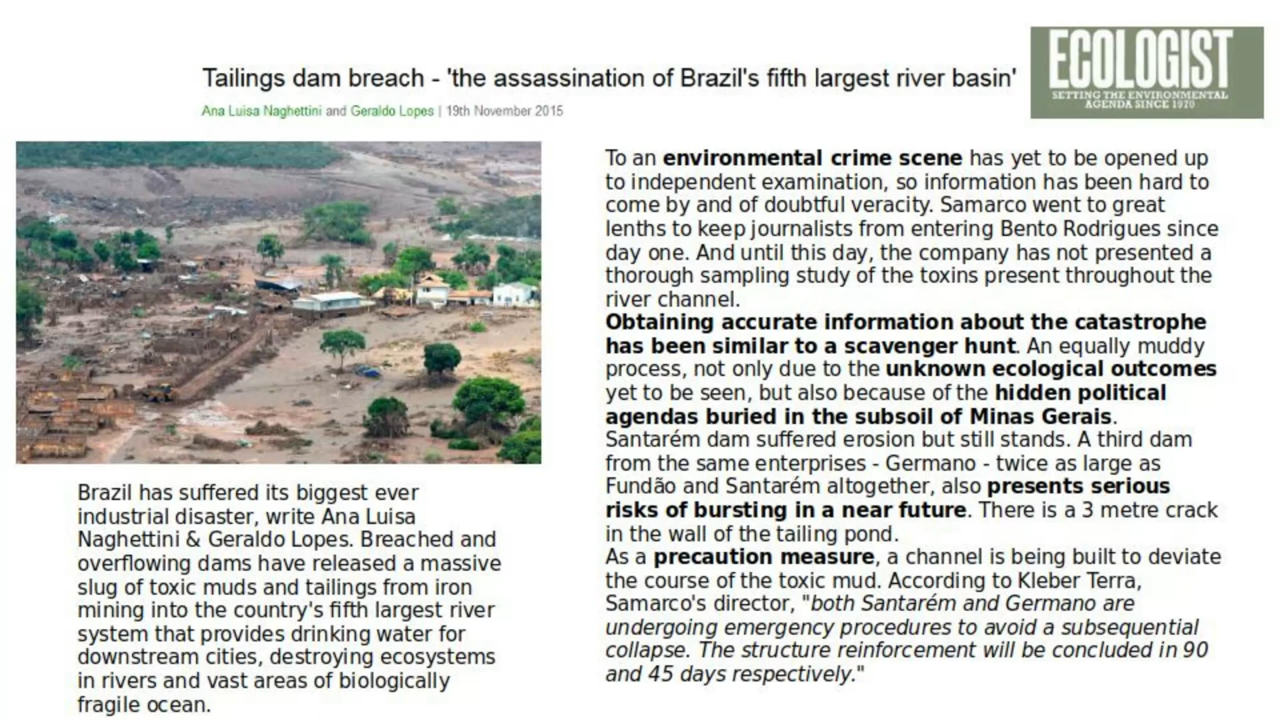 Tailings dam breach - 'the assassination of Brazil's fifth largest river basin'
Ana Luisa Naghettini and Geraldo Lopes | 19th November 2015
ECOLOGIST
SETTING THE ENVIRONMENTAL
AGENDA SINCE 1970
Brazil has suffered its biggest ever
industrial disaster, write Ana Luisa
Naghettini & Geraldo Lopes. Breached and
overflowing dams have released a massive
slug of toxic muds and tailings from iron
mining into the country's fifth largest river
system that provides drinking water for
downstream cities, destroying ecosystems
in rivers and vast areas of biologically
fragile ocean.
To an environmental crime scene has yet to be opened up
to independent examination, so information has been hard to
come by and of doubtful veracity. Samarco went to great
lenths to keep journalists from entering Bento Rodrigues since
day one. And until this day, the company has not presented a
thorough sampling study of the toxins present throughout the
river channel.
Obtaining accurate information about the catastrophe
has been similar to a scavenger hunt. An equally muddy
process, not only due to the unknown ecological outcomes
yet to be seen, but also because of the hidden political
agendas buried in the subsoil of Minas Gerais.
Santarém dam suffered erosion but still stands. A third dam
from the same enterprises - Germano - twice as large as
Fundão and Santarém altogether, also presents serious
risks of bursting in a near future. There is a 3 metre crack
in the wall of the tailing pond.
As a precaution measure, a channel is being built to deviate
the course of the toxic mud. According to Kleber Terra,
Samarco's director, "both Santarém and Germano are
undergoing emergency procedures to avoid a subsequential
collapse. The structure reinforcement will be concluded in 90
and 45 days respectively."